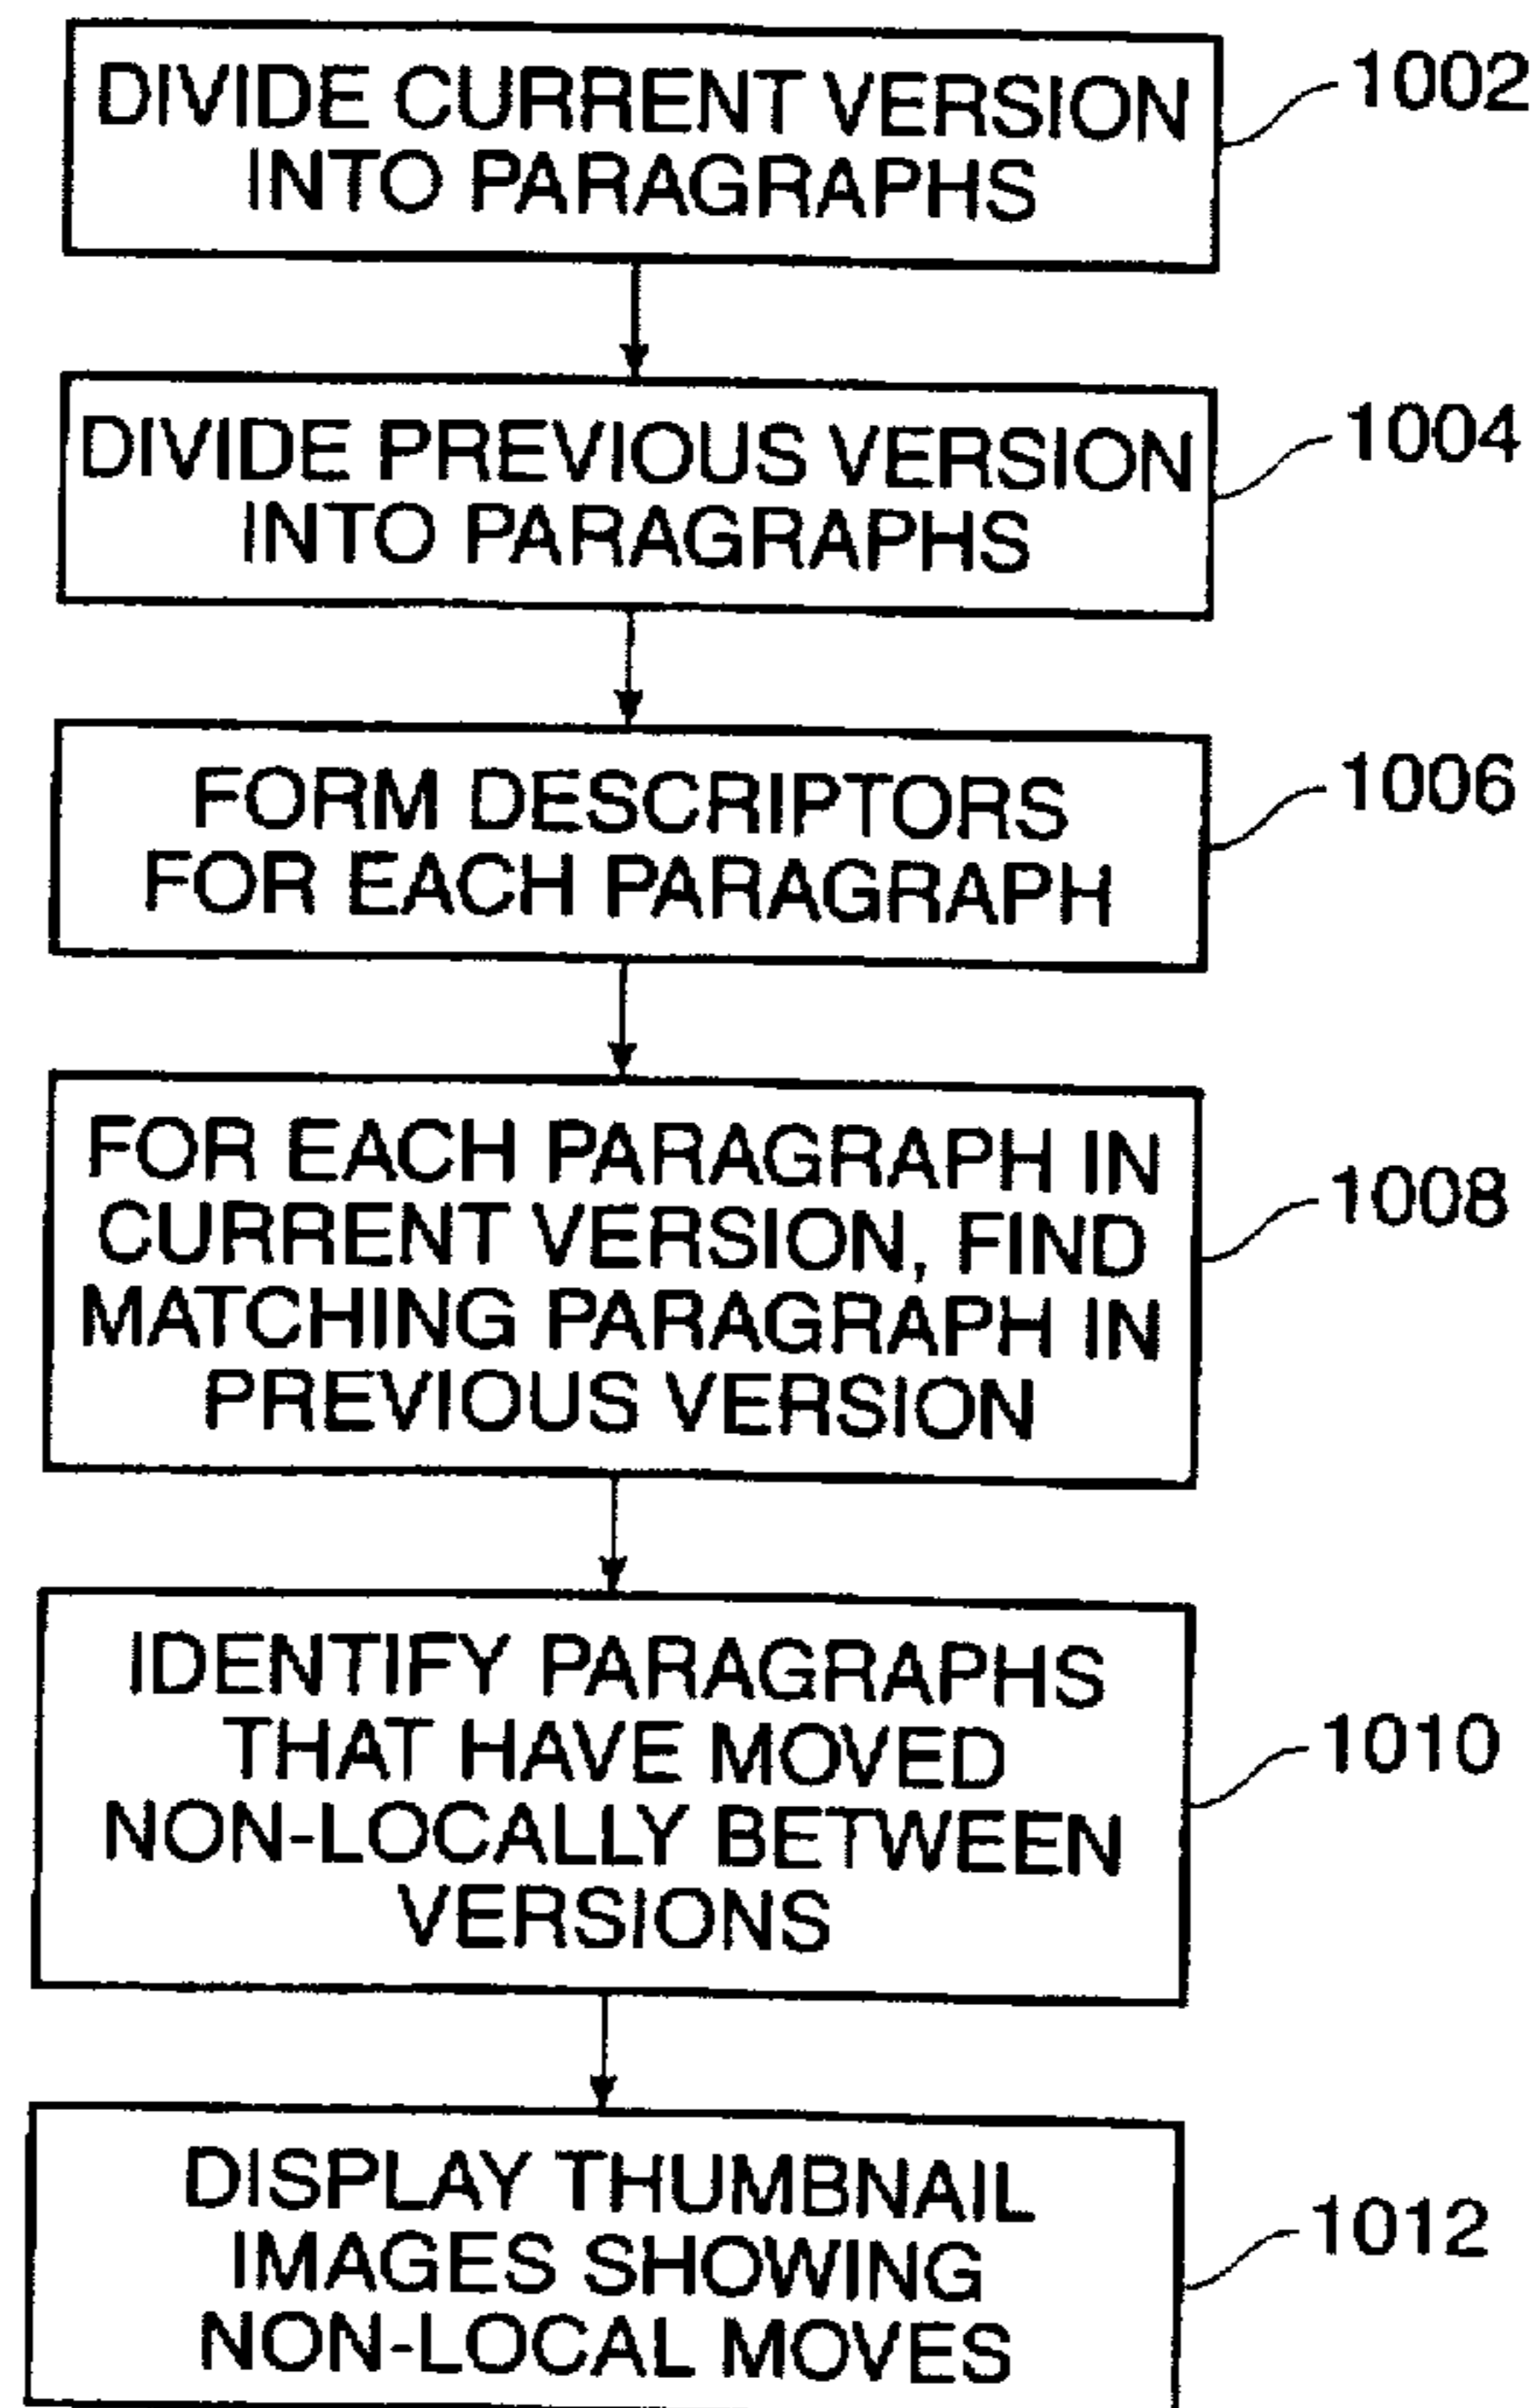 DIVIDE CURRENT VERSION
INTO PARAGRAPHS
1002
DIVIDE PREVIOUS VERSION
INTO PARAGRAPHS
1004
FORM DESCRIPTORS
FOR EACH PARAGRAPH
1006
FOR EACH PARAGRAPH IN
CURRENT VERSION, FIND
MATCHING PARAGRAPH IN
PREVIOUS VERSION
1008
IDENTIFY PARAGRAPHS
THAT HAVE MOVED
NON-LOCALLY BETWEEN
VERSIONS
1010
DISPLAY THUMBNAIL
IMAGES SHOWING
NON-LOCAL MOVES
1012